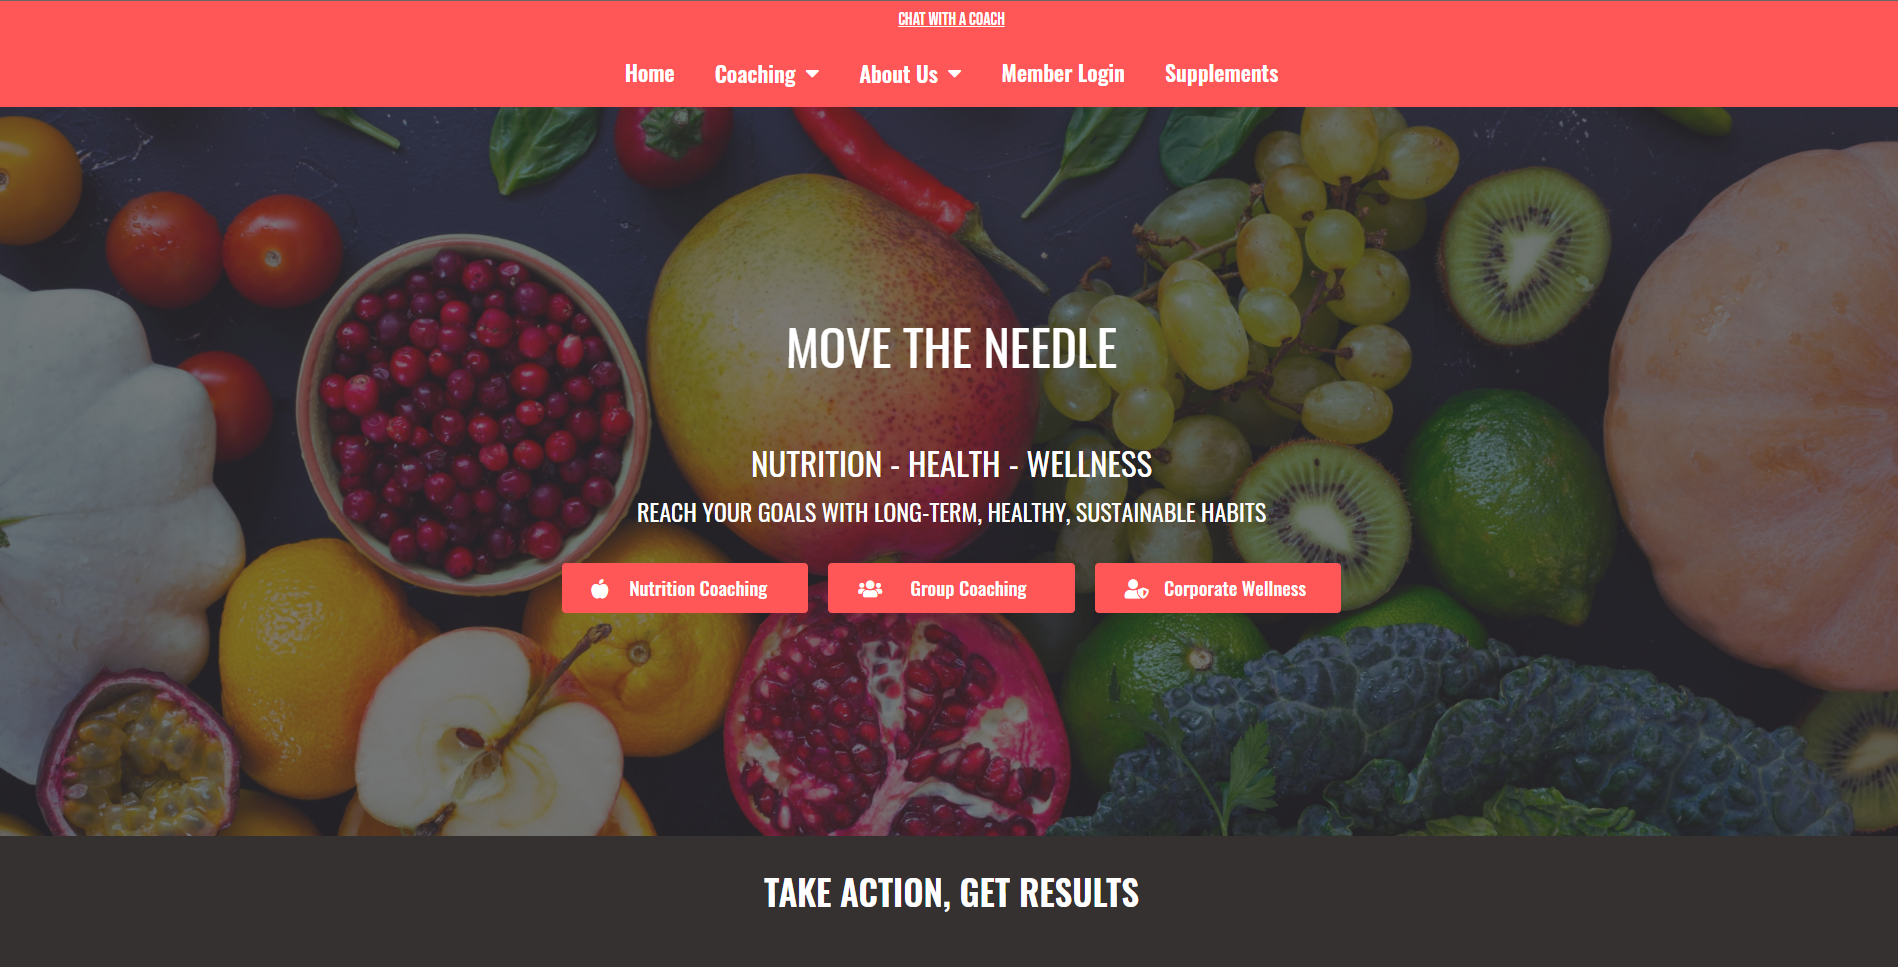 CHAT WITH A COACH
Home Coaching About Us Member Login Supplements
MOVE THE NEEDLE
NUTRITION - HEALTH - WELLNESS
REACH YOUR GOALS WITH LONG-TERM, HEALTHY, SUSTAINABLE HABITS
Nutrition Coaching Group Coaching Corporate Wellness
TAKE ACTION, GET RESULTS